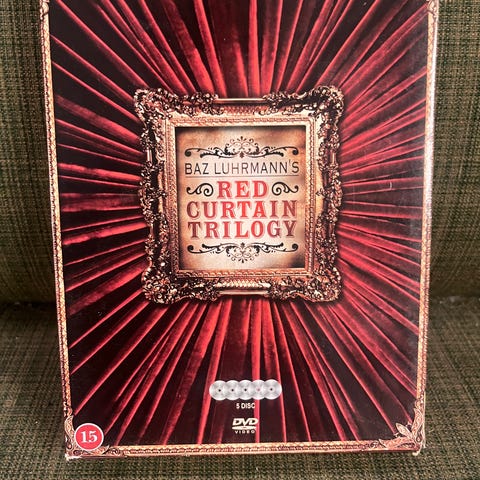 BAZ LUHRMANN'S
RED
CURTAIN
TRILOGY
5 DISC
DVD
VIDEO
15